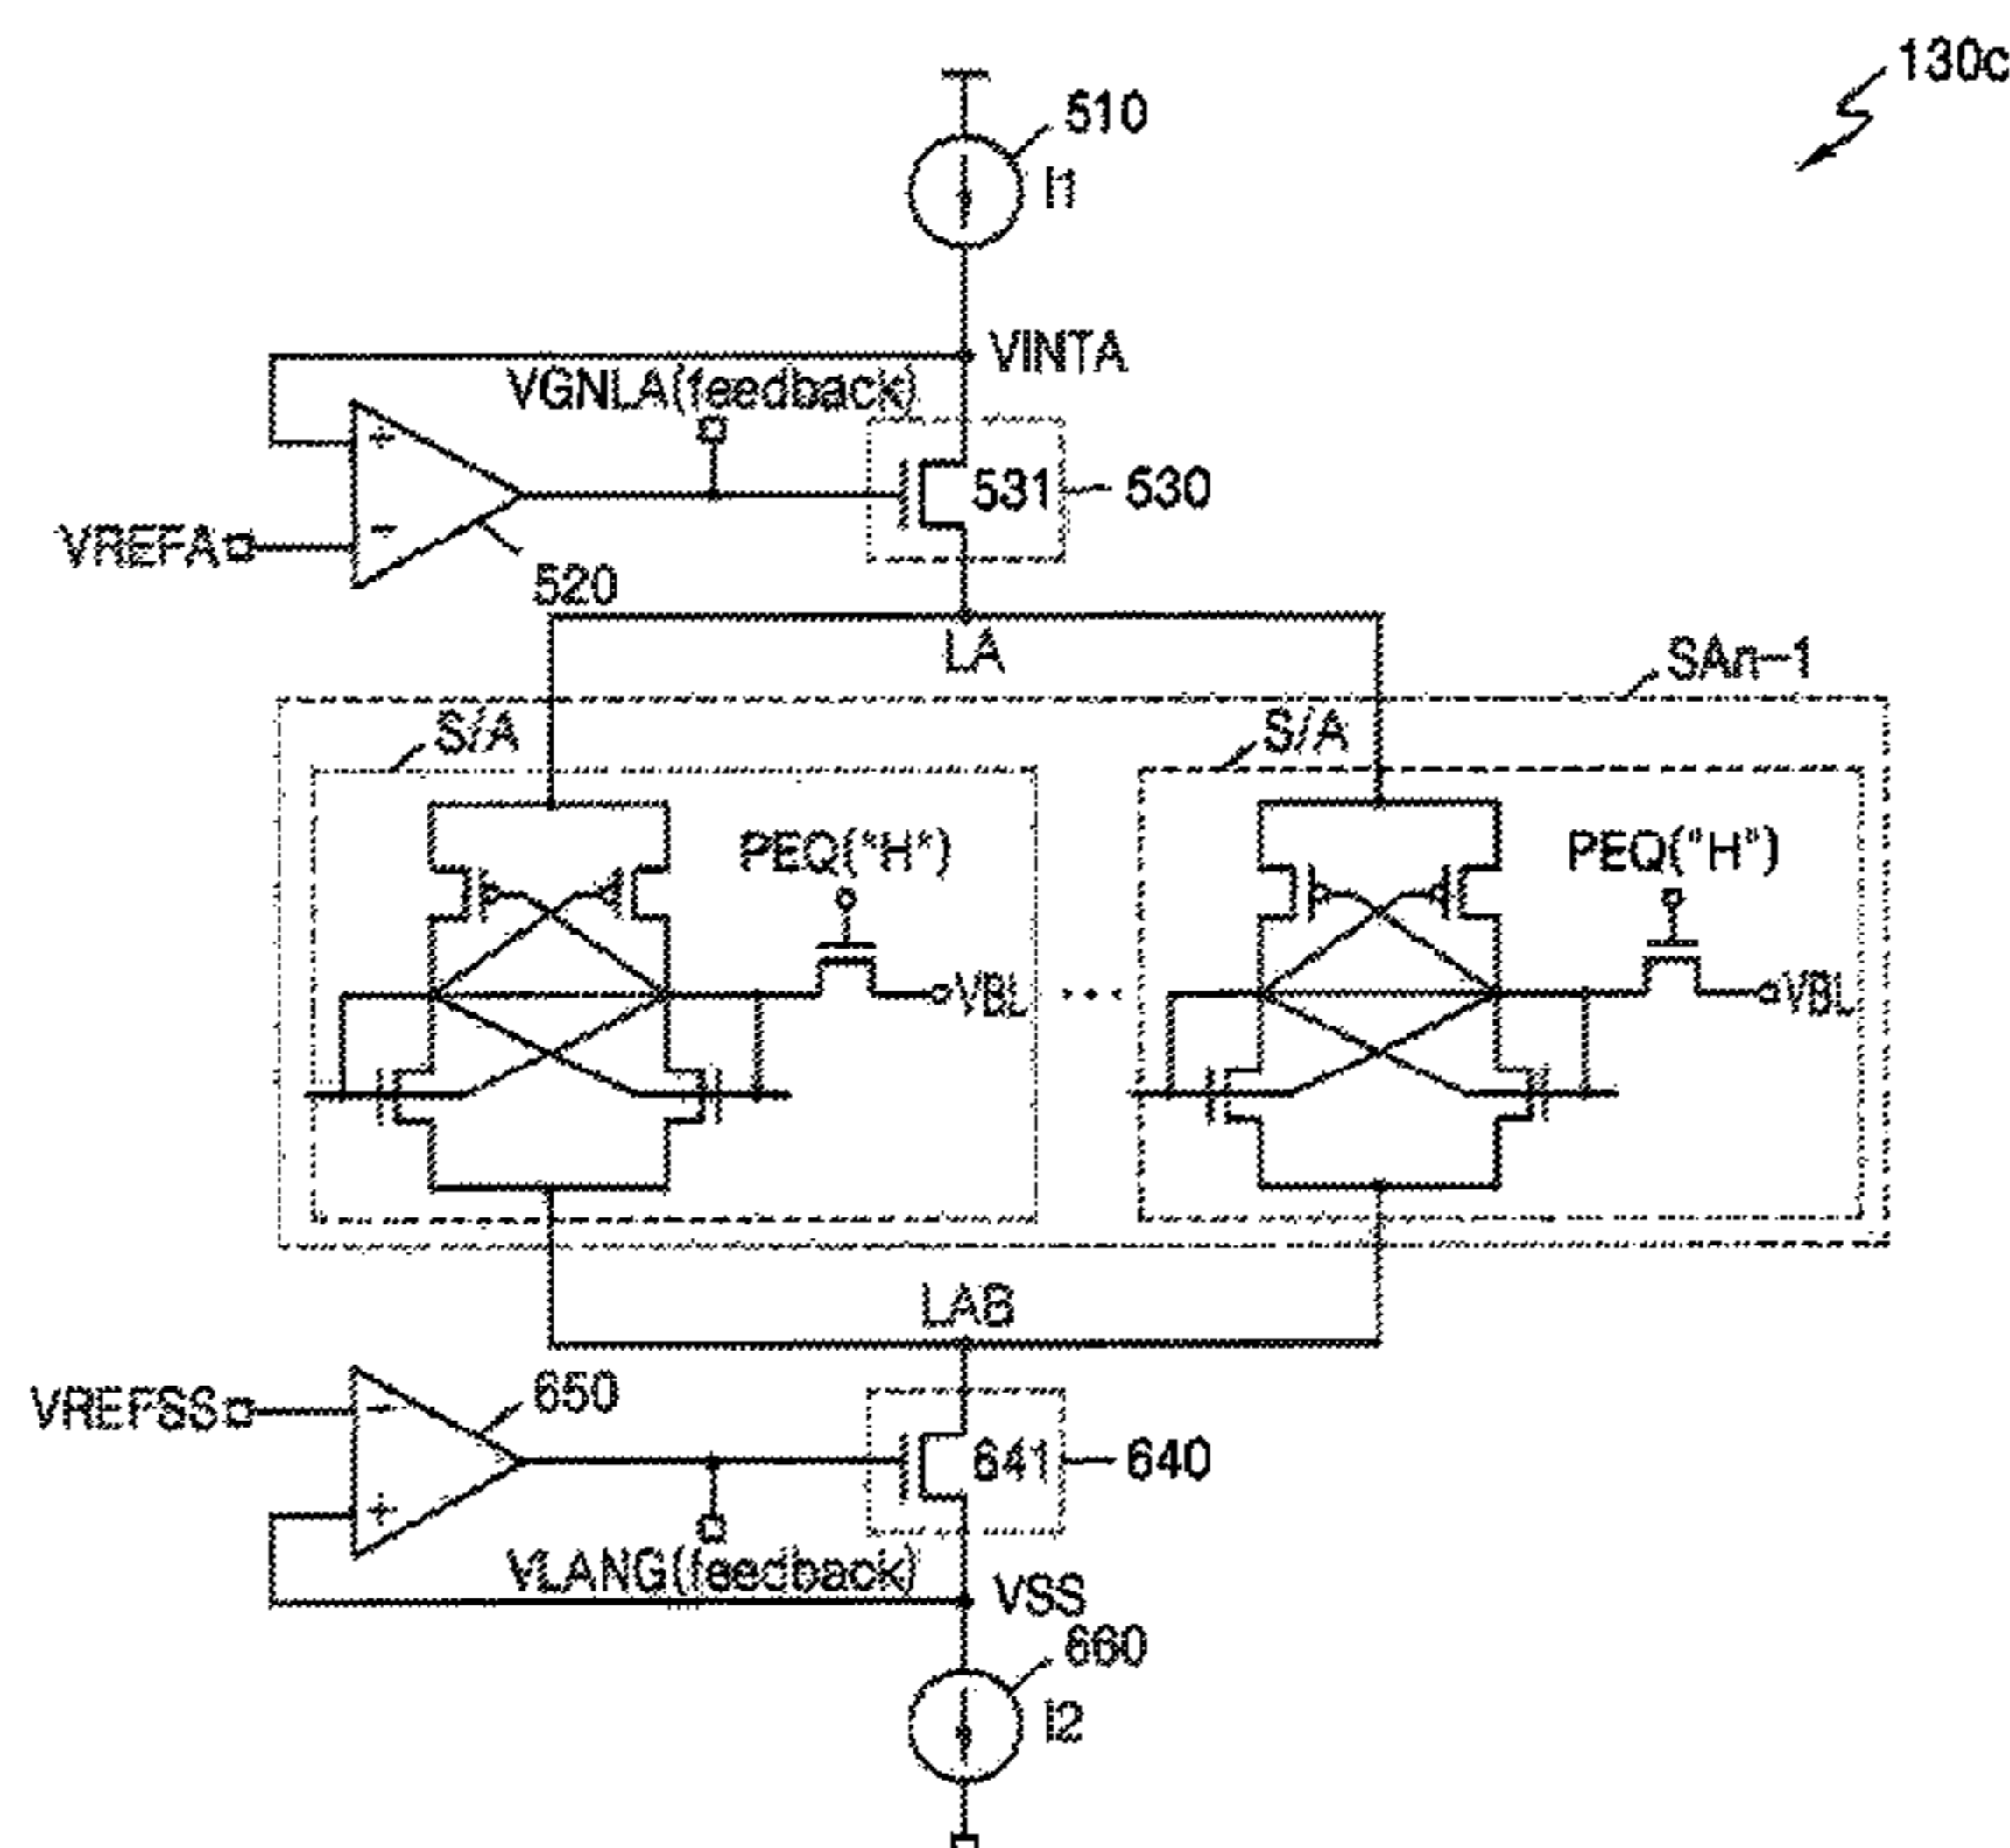 130c
510
I1
VINTA
VGNLA(feedback)
+
531
530
VREFA
-
520
LA
SAn-1
S/A
S/A
PEQ("H")
PEQ("H")
VBL
...
VBL
LAB
VREFSS
-
650
641
640
+
VLANG(feedback)
VSS
660
I2